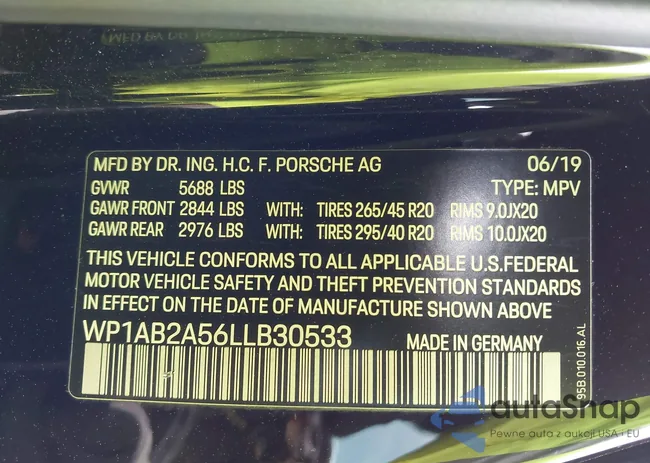 MFD BY DR. ING. H.C. F. PORSCHE AG 06/19
GVWR 5688 LBS TYPE: MPV
GAWR FRONT 2844 LBS WITH: TIRES 265/45 R20 RIMS 9.0JX20
GAWR REAR 2976 LBS WITH: TIRES 295/40 R20 RIMS 10.0JX20
THIS VEHICLE CONFORMS TO ALL APPLICABLE U.S.FEDERAL
MOTOR VEHICLE SAFETY AND THEFT PREVENTION STANDARDS
IN EFFECT ON THE DATE OF MANUFACTURE SHOWN ABOVE
WP1AB2A56LLB30533 MADE IN GERMANY
95B.010.016.AL
autoSnap
Pewne auta z aukcji USA i EU